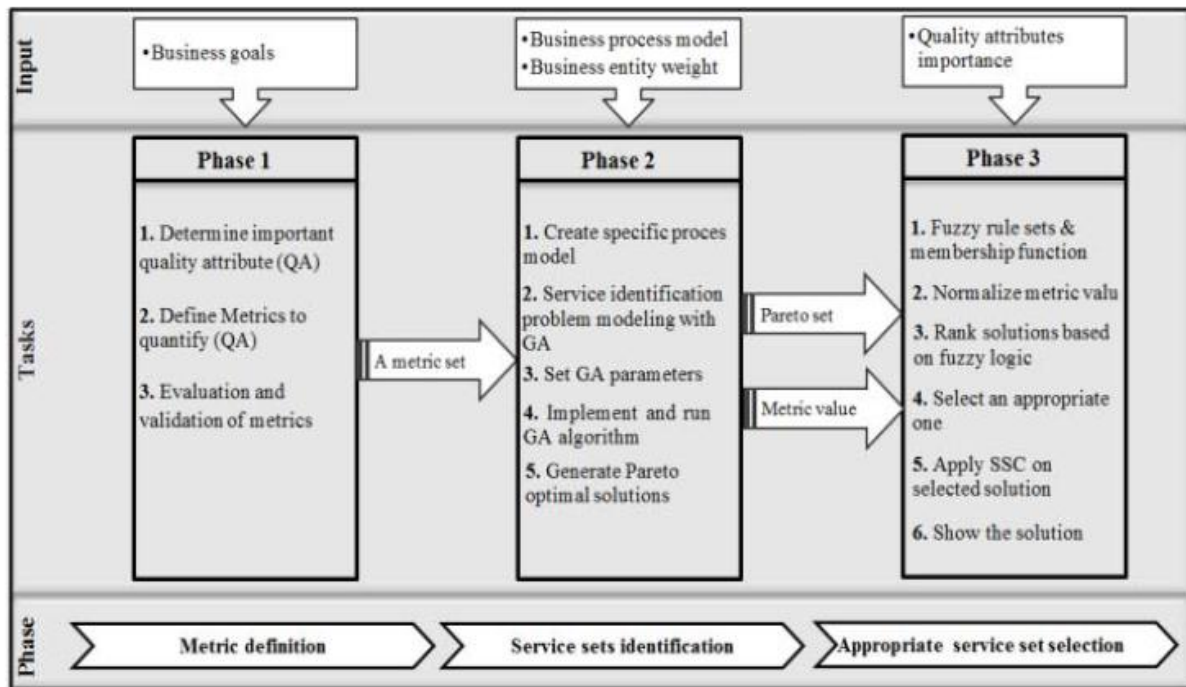 Input
•Business goals
•Business process model
•Business entity weight
•Quality attributes
importance
Tasks
Phase 1
1. Determine important
quality attribute (QA)
2. Define Metrics to
quantify (QA)
3. Evaluation and
validation of metrics
A metric set
Phase 2
1. Create specific proces
model
2. Service identification
problem modeling with
GA
3. Set GA parameters
4. Implement and run
GA algorithm
5. Generate Pareto
optimal solutions
Pareto set
Metric value
Phase 3
1. Fuzzy rule sets &
membership function
2. Normalize metric valu
3. Rank solutions based
on fuzzy logic
4. Select an appropriate
one
5. Apply SSC on
selected solution
6. Show the solution
Phase
Metric definition
Service sets identification
Appropriate service set selection